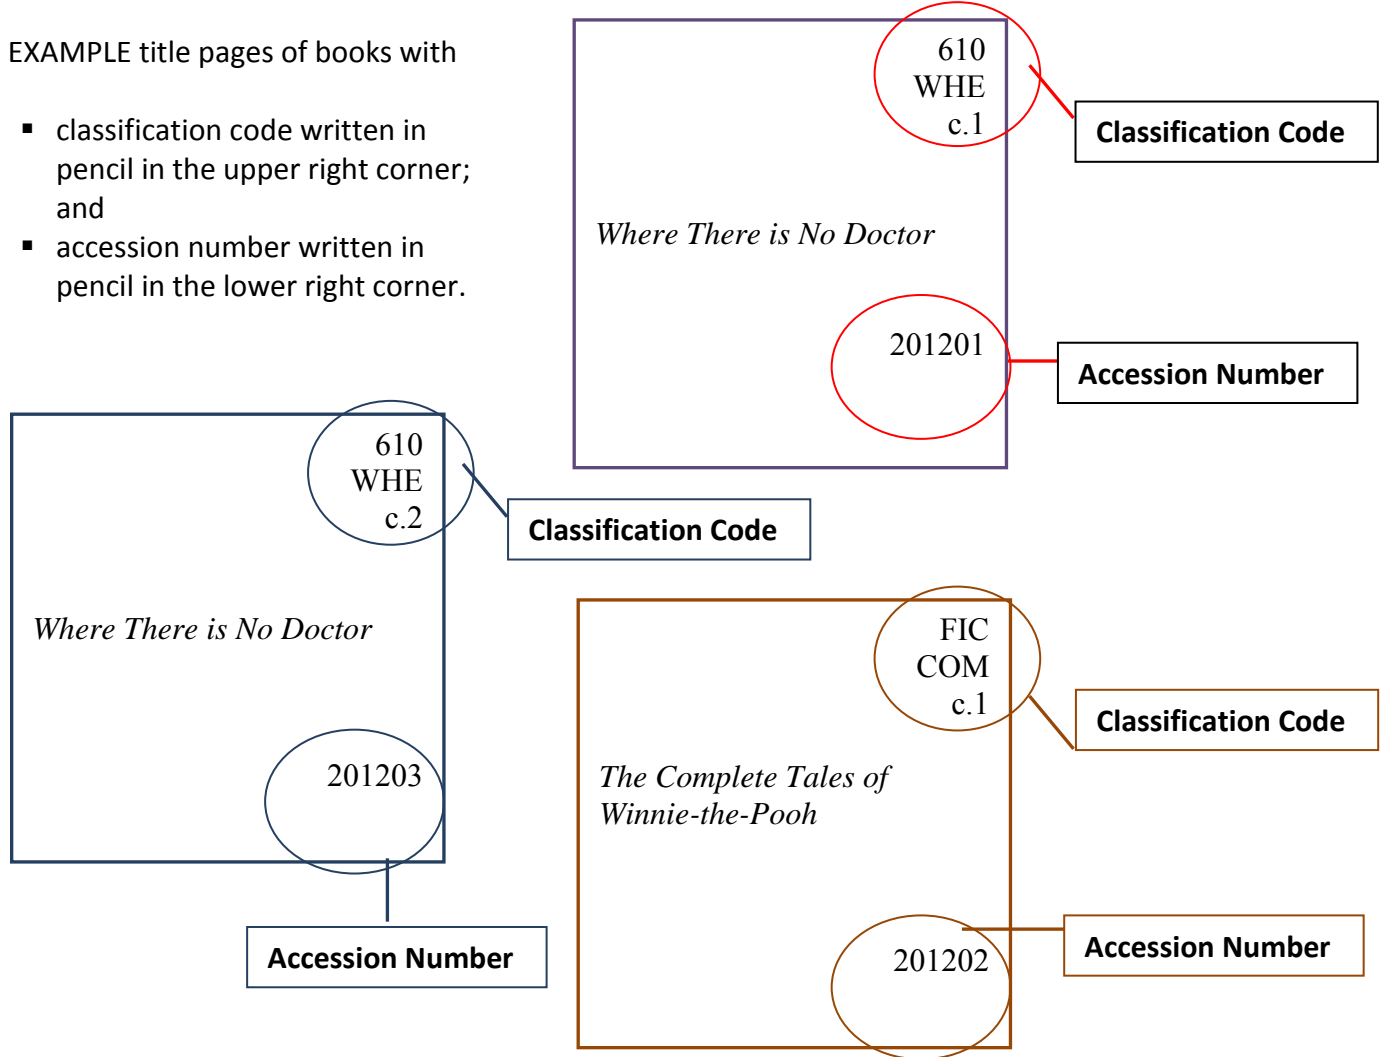 EXAMPLE title pages of books with
▪ classification code written in
pencil in the upper right corner;
and
▪ accession number written in
pencil in the lower right corner.
610
WHE
c.1
Classification Code
Where There is No Doctor
201201
Accession Number
610
WHE
c.2
Classification Code
Where There is No Doctor
201203
Accession Number
FIC
COM
c.1
Classification Code
The Complete Tales of
Winnie-the-Pooh
201202
Accession Number